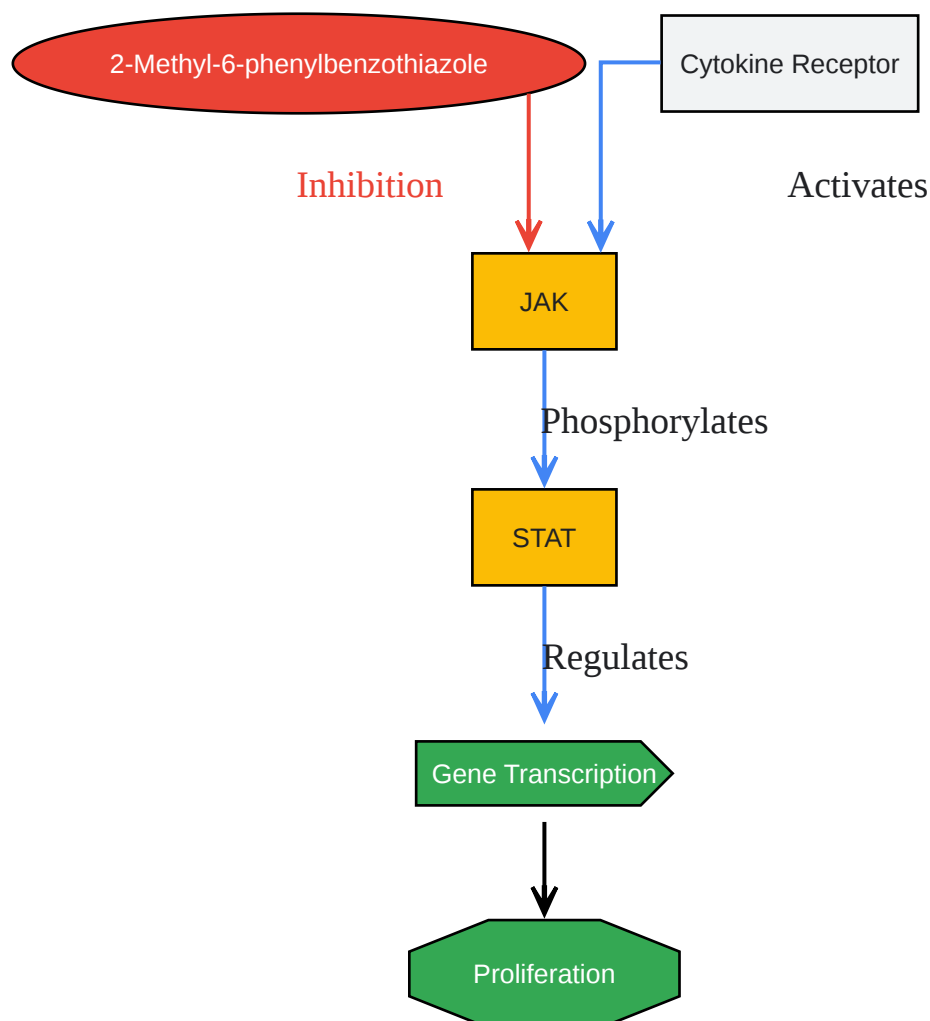 2-Methyl-6-phenylbenzothiazole
Cytokine Receptor
Inhibition
Activates
JAK
Phosphorylates
STAT
Regulates
Gene Transcription
Proliferation